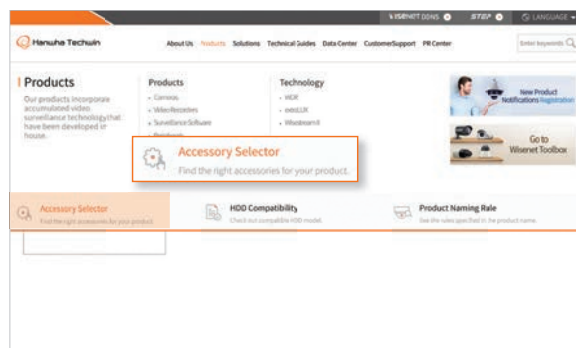 WISENET DDNS STEP LANGUAGE
Hanwha Techwin
About Us Products Solutions Technical Guides Data Center CustomerSupport PR Center
Enter keywords
Products
Our products incorporate
accumulated video
surveillance technology that
have been developed in
house.
Products
- Cameras
- Video Recorders
- Surveillance Software
Technology
- WDR
- extraLUX
- Wisestream II
New Product
Notifications Registration
Go to
Wisenet Toolbox
Accessory Selector
Find the right accessories for your product.
Accessory Selector
Find the right accessories for your product.
HDD Compatibility
Check out compatible HDD model.
Product Naming Rule
See the rules specified in the product name.